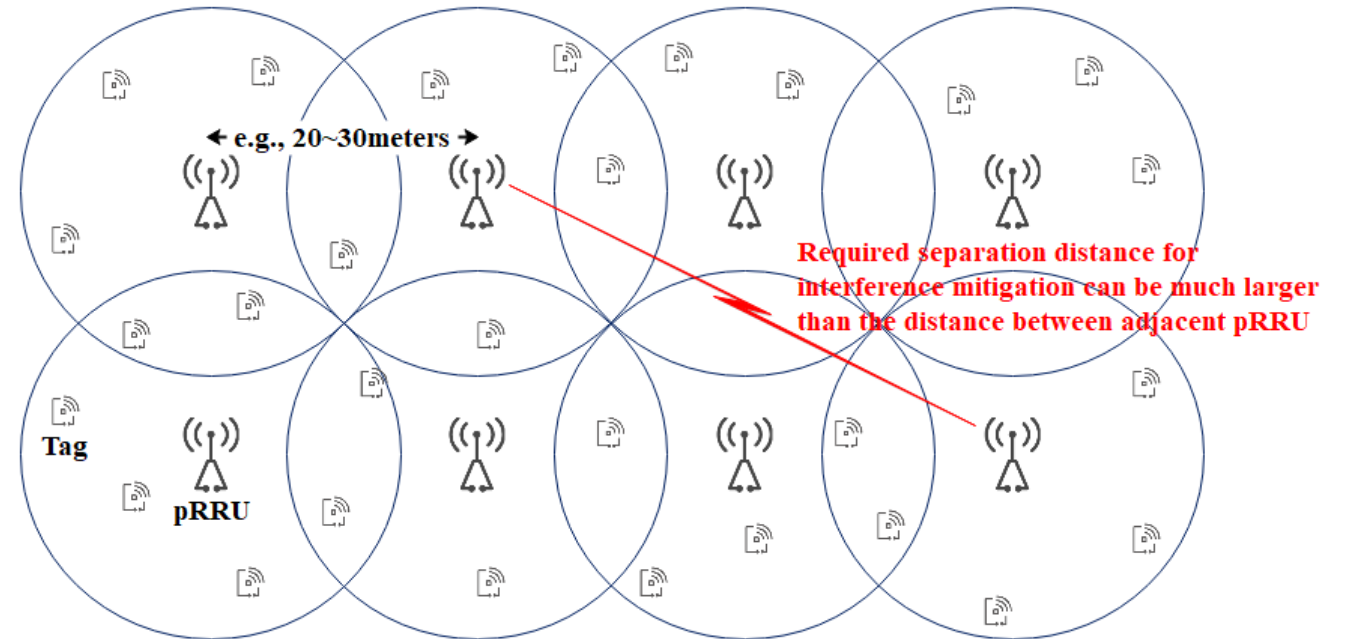 e.g., 20~30meters
Required separation distance for
interference mitigation can be much larger
than the distance between adjacent pRRU
Tag
pRRU